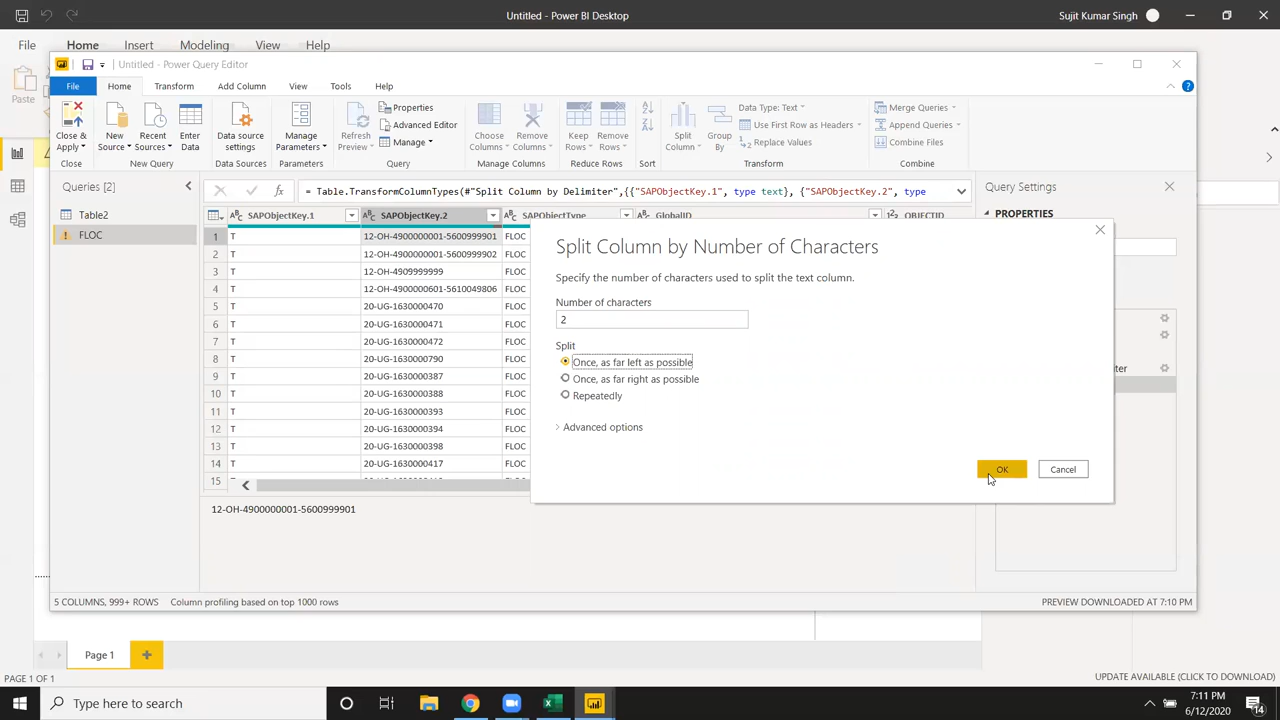 Untitled - Power BI Desktop
Sujit Kumar Singh
File Home Insert Modeling View Help
Untitled - Power Query Editor
File Home Transform Add Column View Tools Help
Paste
Close & Apply
New Source
Recent Sources
Enter Data
Data source settings
Manage Parameters
Refresh Preview
Properties
Advanced Editor
Manage
Choose Columns
Remove Columns
Keep Rows
Remove Rows
Split Column
Group By
Data Type: Text
Use First Row as Headers
Replace Values
Merge Queries
Append Queries
Combine Files
Close New Query Data Sources Parameters Query Manage Columns Reduce Rows Sort Transform Combine
Queries [2]
= Table.TransformColumnTypes(#"Split Column by Delimiter",{{"SAPObjectKey.1", type text}, {"SAPObjectKey.2", type
Query Settings
PROPERTIES
Table2
FLOC
SAPObjectKey.1 SAPObjectKey.2 SAPObjectType GlobalID OBJECTID
1 T 12-OH-4900000001-5600999901 FLOC
2 T 12-OH-4900000001-5600999902 FLOC
3 T 12-OH-4909999999 FLOC
4 T 12-OH-4900000601-5610049806 FLOC
5 T 20-UG-1630000470 FLOC
6 T 20-UG-1630000471 FLOC
7 T 20-UG-1630000472 FLOC
8 T 20-UG-1630000790 FLOC
9 T 20-UG-1630000387 FLOC
10 T 20-UG-1630000388 FLOC
11 T 20-UG-1630000393 FLOC
12 T 20-UG-1630000394 FLOC
13 T 20-UG-1630000398 FLOC
14 T 20-UG-1630000417 FLOC
15
Split Column by Number of Characters
Specify the number of characters used to split the text column.
Number of characters
2
Split
Once, as far left as possible
Once, as far right as possible
Repeatedly
Advanced options
OK Cancel
12-OH-4900000001-5600999901
5 COLUMNS, 999+ ROWS Column profiling based on top 1000 rows
PREVIEW DOWNLOADED AT 7:10 PM
Page 1
PAGE 1 OF 1
UPDATE AVAILABLE (CLICK TO DOWNLOAD)
Type here to search
7:11 PM
6/12/2020
14